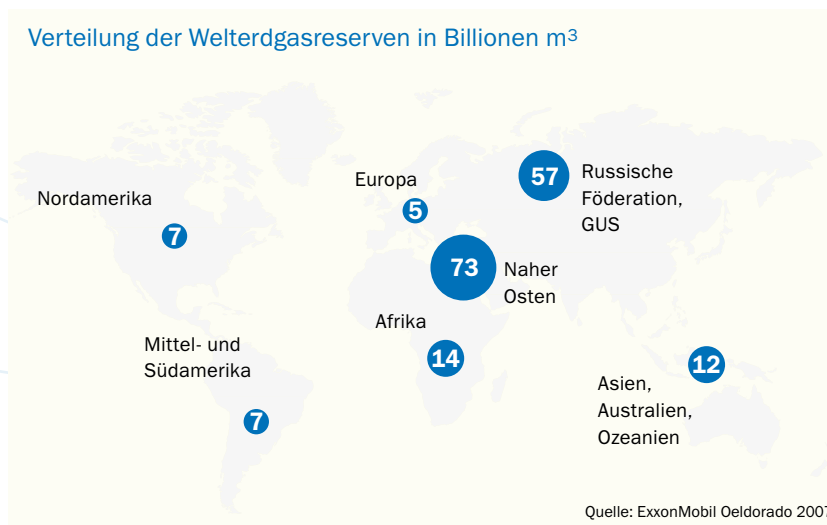 Verteilung der Welterdgasreserven in Billionen m³
Nordamerika
7
Europa
5
57
Russische
Föderation,
GUS
73
Naher
Osten
Afrika
14
Mittel- und
Südamerika
7
12
Asien,
Australien,
Ozeanien
Quelle: ExxonMobil Oeldorado 2007